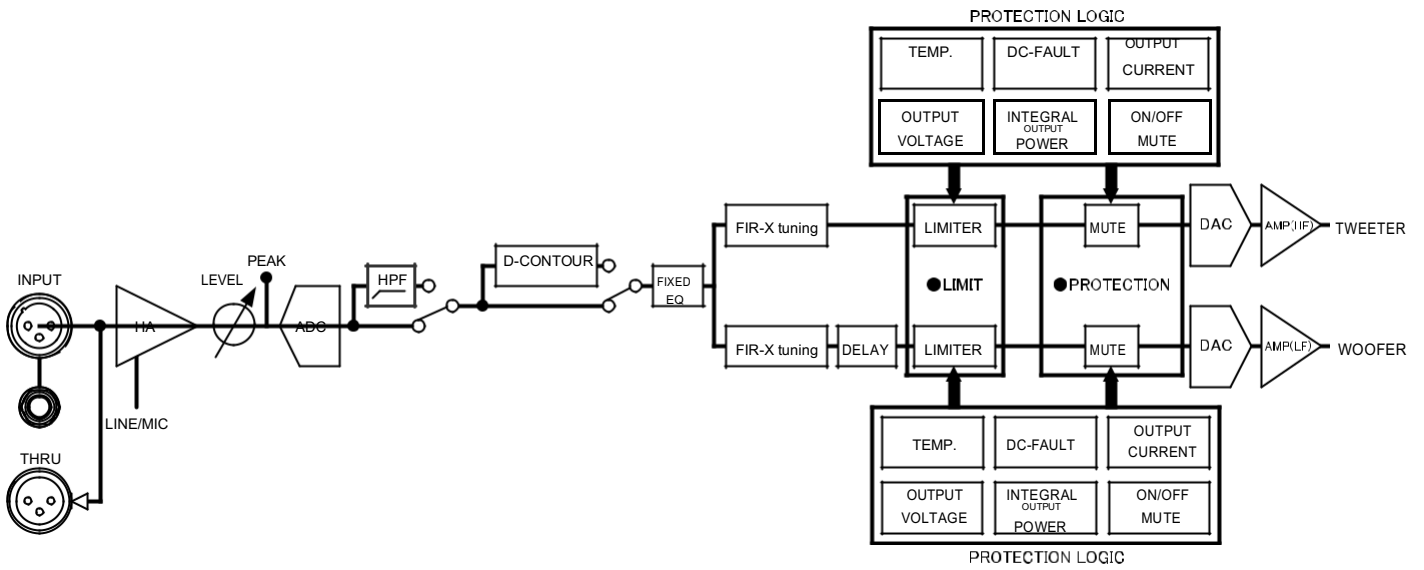 PROTECTION LOGIC
TEMP.
DC-FAULT
OUTPUT
CURRENT
OUTPUT
VOLTAGE
INTEGRAL
OUTPUT
POWER
ON/OFF
MUTE
INPUT
LEVEL
PEAK
HA
ADC
LINE/MIC
THRU
HPF
D-CONTOUR
FIXED
EQ
FIR-X tuning
LIMITER
MUTE
DAC
AMP(HF)
TWEETER
●LIMIT
●PROTECTION
FIR-X tuning
DELAY
LIMITER
MUTE
DAC
AMP(LF)
WOOFER
TEMP.
DC-FAULT
OUTPUT
CURRENT
OUTPUT
VOLTAGE
INTEGRAL
OUTPUT
POWER
ON/OFF
MUTE
PROTECTION LOGIC